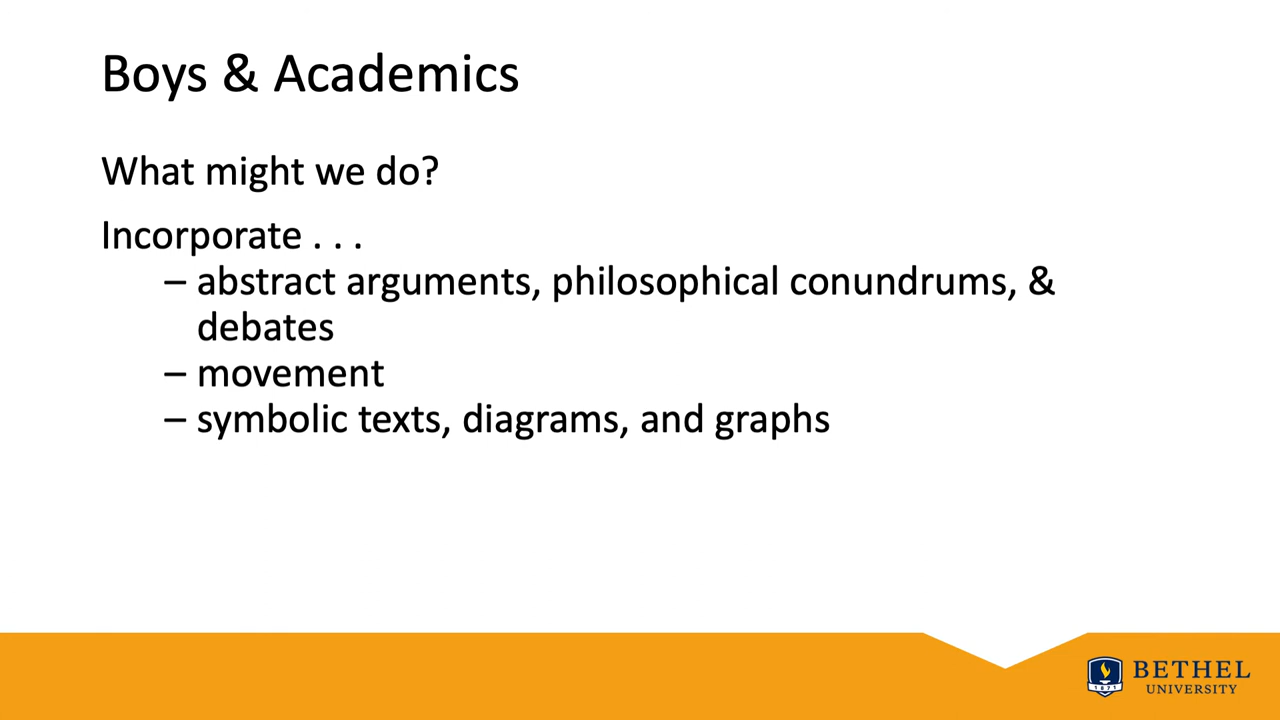 Boys & Academics
What might we do?
Incorporate . . .
– abstract arguments, philosophical conundrums, &
debates
– movement
– symbolic texts, diagrams, and graphs
1871
BETHEL
UNIVERSITY